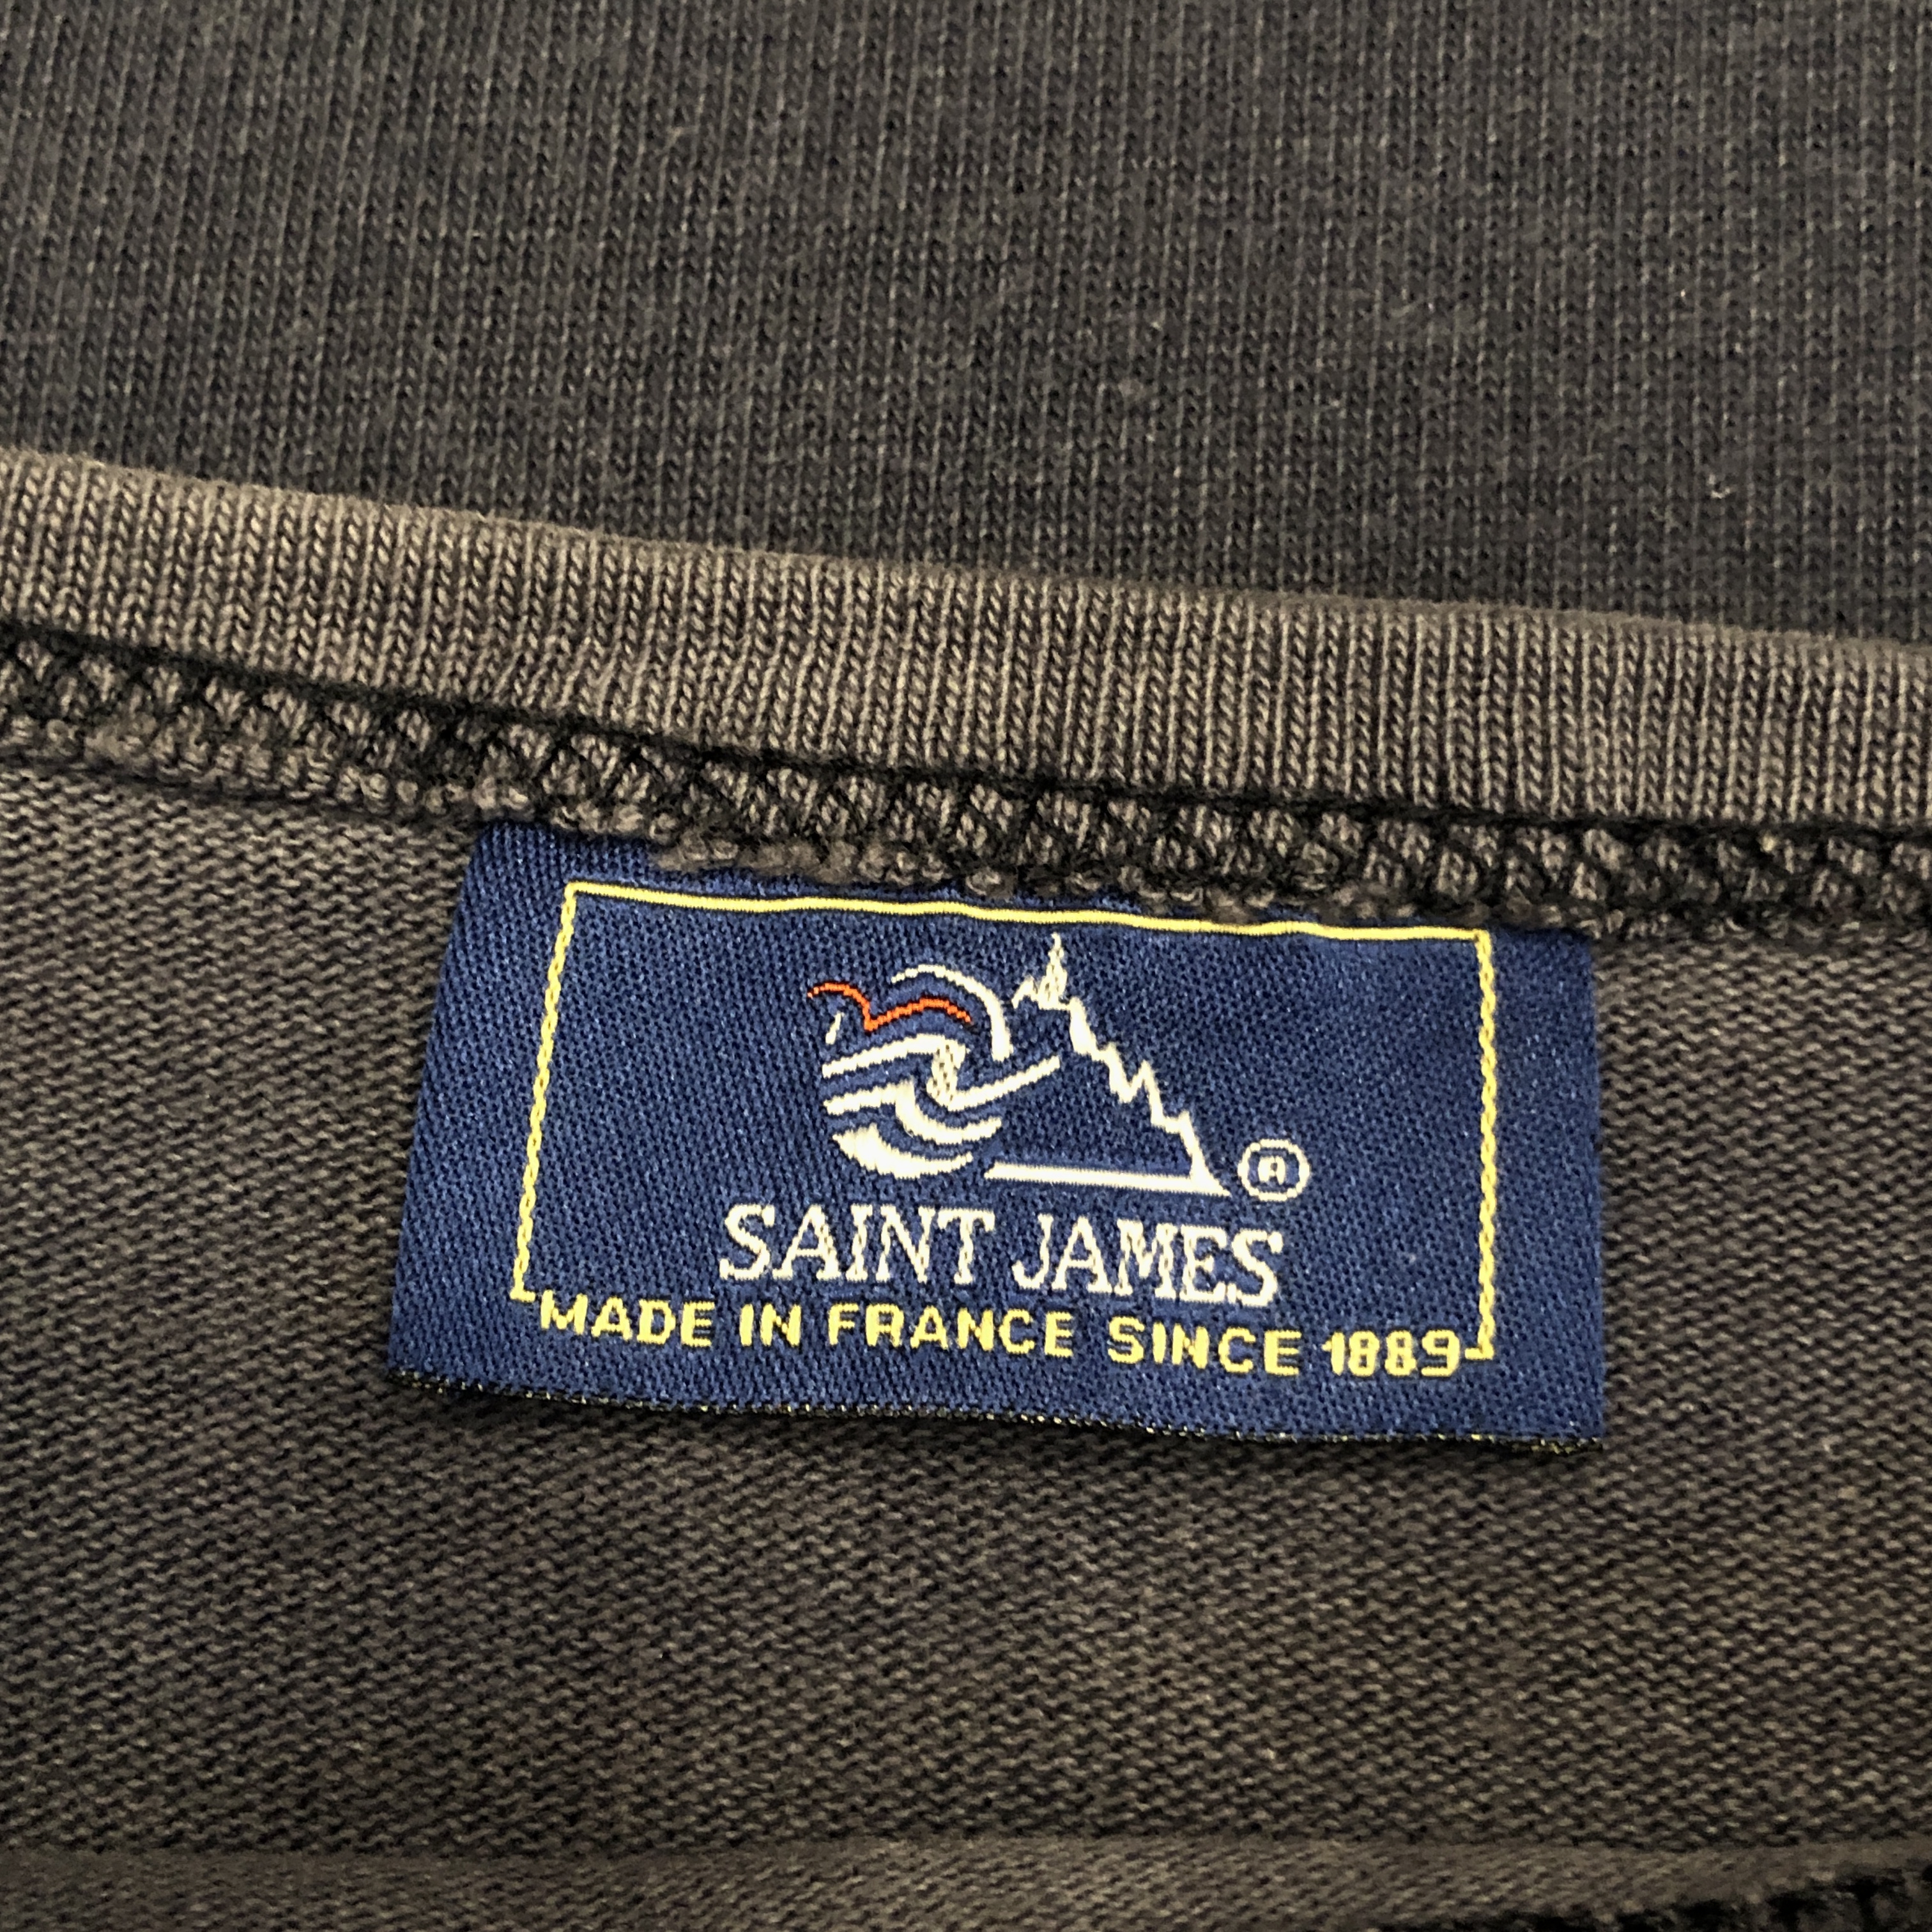 ®
SAINT JAMES
MADE IN FRANCE SINCE 1889